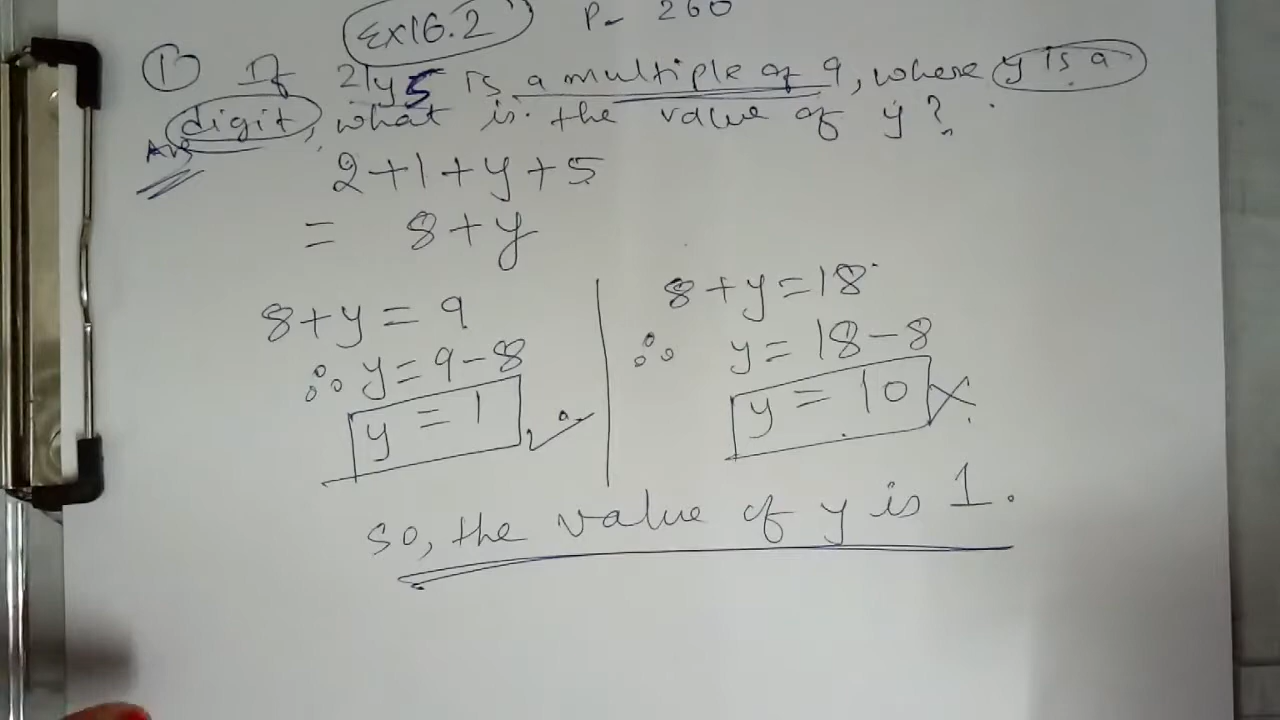 Ex16.2 P- 260
① If 21y5 is a multiple of 9, where y is a
digit, what is the value of y?
Ans
2+1+y+5
= 8+y
8+y=9
∴ y=9-8
y=1
8+y=18
∴ y=18-8
y=10 ×
so, the value of y is 1.